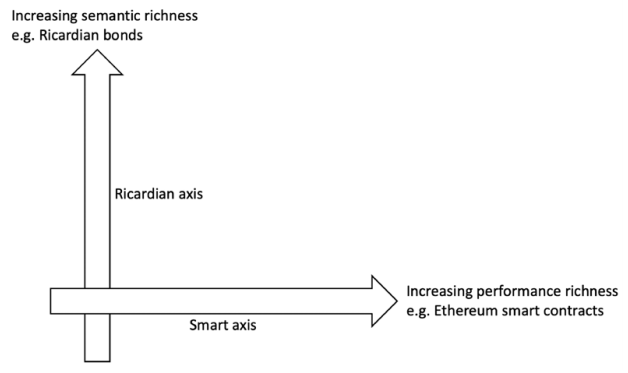 Increasing semantic richness
e.g. Ricardian bonds
Ricardian axis
Increasing performance richness
e.g. Ethereum smart contracts
Smart axis